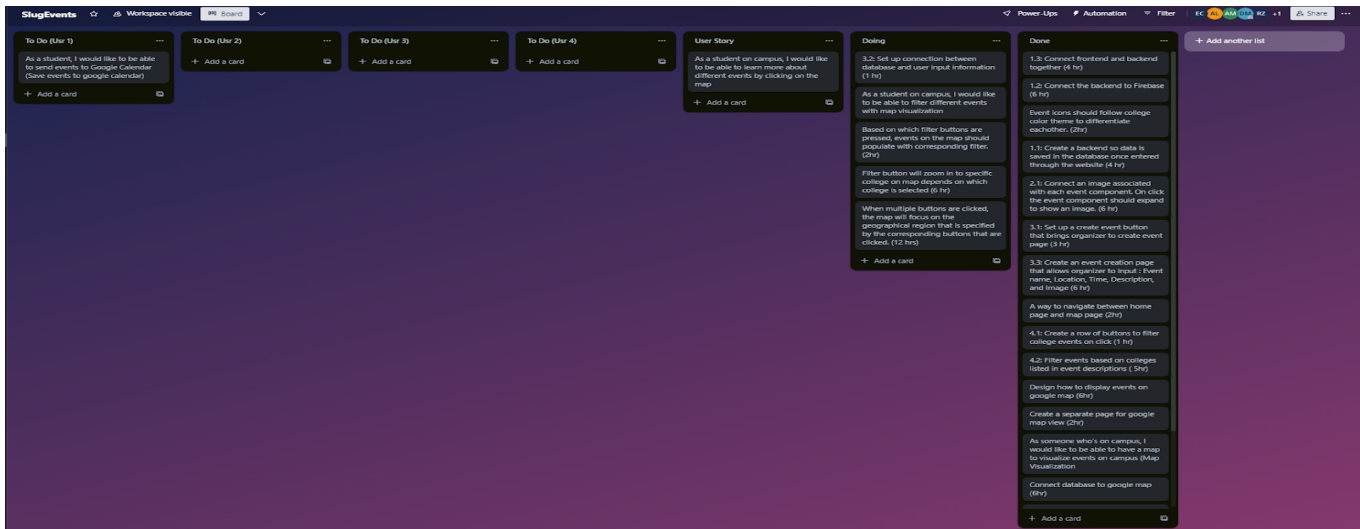 SlugEvents Workspace visible Board Power-Ups Automation Filter EC AL AM RZ +1 Share
To Do (Usr 1)
As a student, I would like to be able
to send events to Google Calendar
(Save events to google calendar)
+ Add a card
To Do (Usr 2)
+ Add a card
To Do (Usr 3)
+ Add a card
To Do (Usr 4)
+ Add a card
User Story
As a student on campus, I would like
to be able to learn more about
different events by clicking on the
map
+ Add a card
Doing
3.2: Set up connection between
database and user input information
(1 hr)
As a student on campus, I would like
to be able to filter different events
with map visualization
Based on which filter buttons are
pressed, events on the map should
populate with corresponding filter.
(2hr)
Filter button will zoom in to specific
college on map depends on which
college is selected (6 hr)
When multiple buttons are clicked,
the map will focus on the
geographical region that is specified
by the corresponding buttons that are
clicked. (12 hrs)
+ Add a card
Done
1.3: Connect frontend and backend
together (4 hr)
1.2: Connect the backend to Firebase
(6 hr)
Event icons should follow college
color theme to differentiate
eachother. (2hr)
1.1: Create a backend so data is
saved in the database once entered
through the website (4 hr)
2.1: Connect an image associated
with each event component. On click
the event component should expand
to show an image. (6 hr)
3.1: Set up a create event button
that brings organizer to create event
page (3 hr)
3.3: Create an event creation page
that allows organizer to input : Event
name, Location, Time, Description,
and Image (6 hr)
A way to navigate between home
page and map page (2hr)
4.1: Create a row of buttons to filter
college events on click (1 hr)
4.2: Filter events based on colleges
listed in event descriptions ( 5hr)
Design how to display events on
google map (6hr)
Create a separate page for google
map view (2hr)
As someone who's on campus, I
would like to be able to have a map
to visualize events on campus (Map
Visualization
Connect database to google map
(6hr)
+ Add a card
+ Add another list